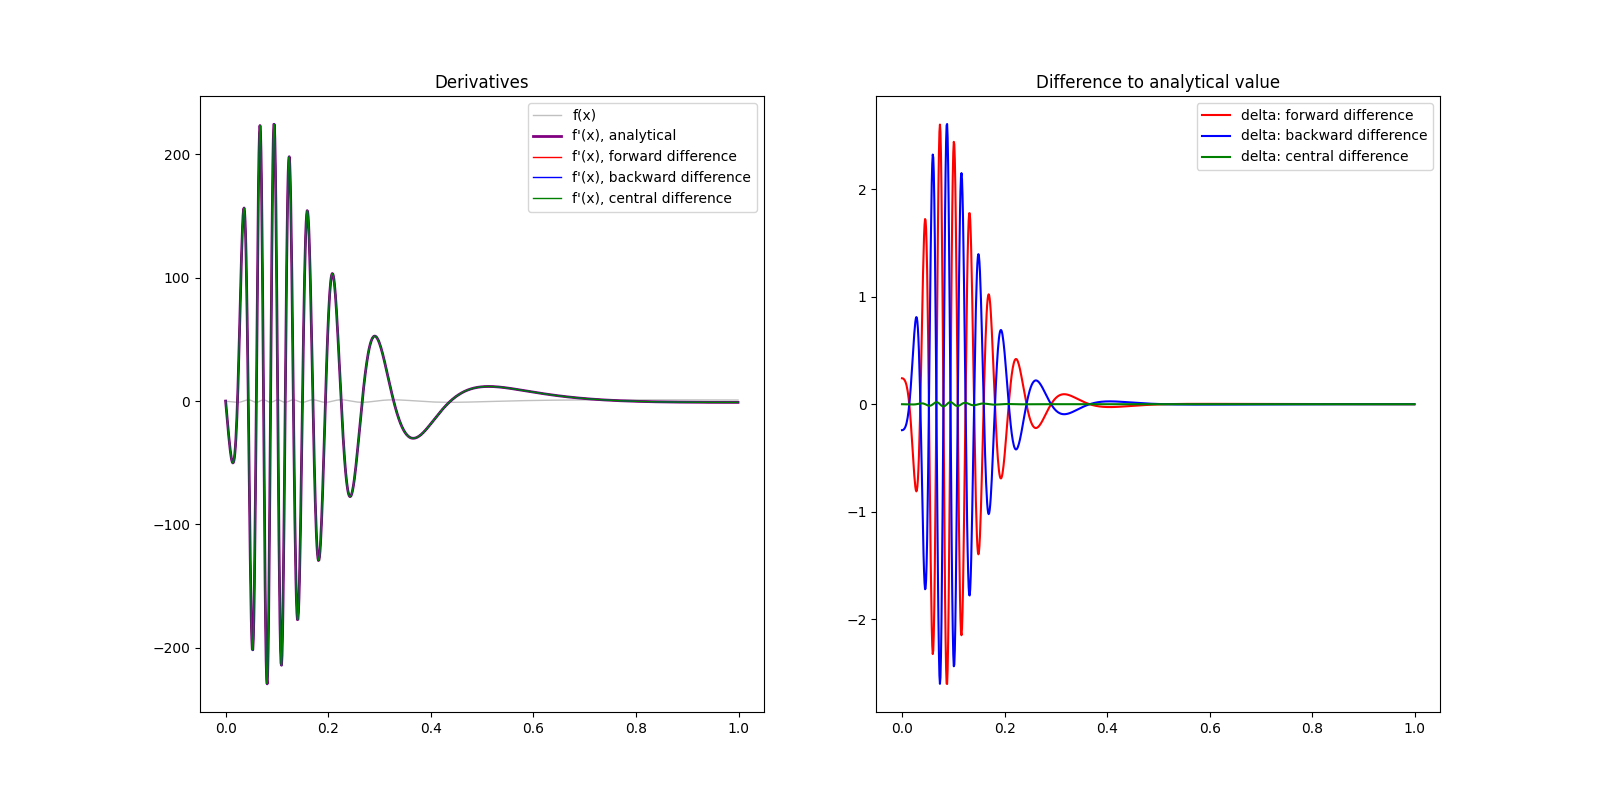 Derivatives
f(x)
f'(x), analytical
f'(x), forward difference
f'(x), backward difference
f'(x), central difference
200
100
0
−100
−200
0.0 0.2 0.4 0.6 0.8 1.0
Difference to analytical value
delta: forward difference
delta: backward difference
delta: central difference
2
1
0
−1
−2
0.0 0.2 0.4 0.6 0.8 1.0